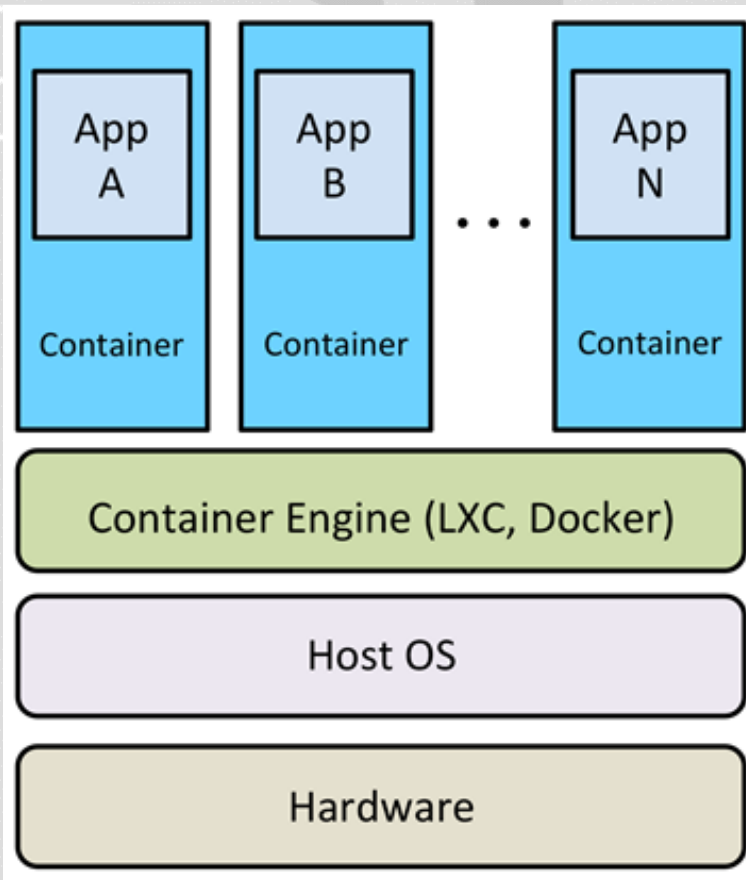 App
A
App
B
App
N
. . .
Container
Container
Container
Container Engine (LXC, Docker)
Host OS
Hardware